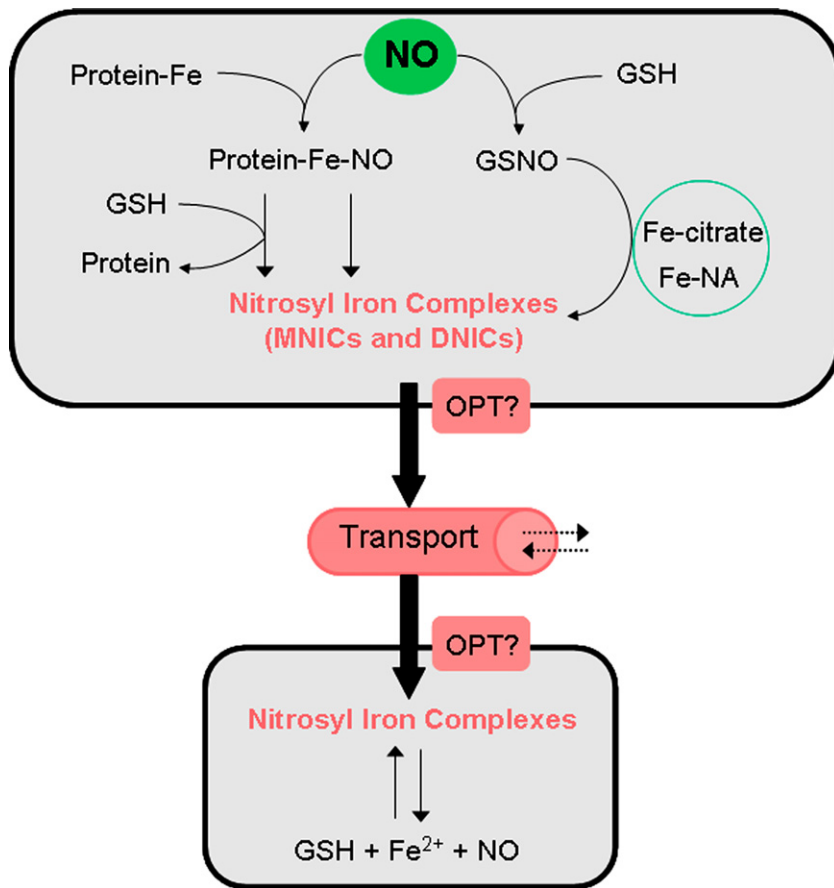 NO
Protein-Fe
GSH
Protein-Fe-NO
GSNO
GSH
Protein
Fe-citrate
Fe-NA
Nitrosyl Iron Complexes
(MNICs and DNICs)
OPT?
Transport
OPT?
Nitrosyl Iron Complexes
GSH + Fe²⁺ + NO